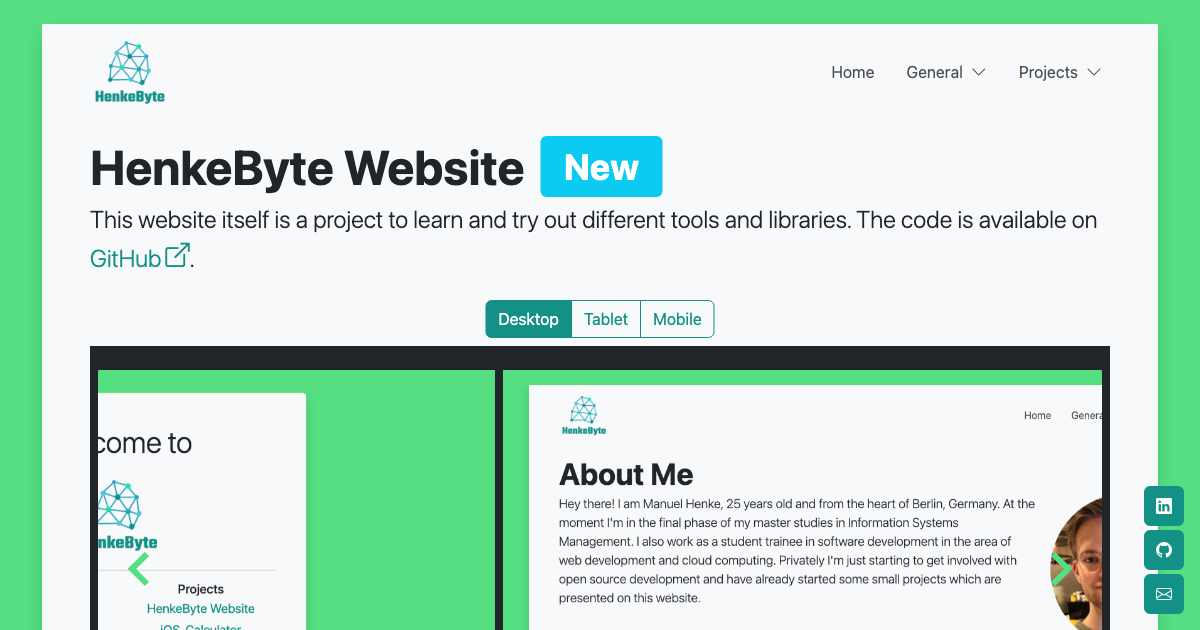 HenkeByte
Home General Projects
HenkeByte Website New
This website itself is a project to learn and try out different tools and libraries. The code is available on
GitHub.
Desktop Tablet Mobile
come to
nkeByte
Projects
HenkeByte Website
iOS-Calculator
HenkeByte
Home Genera
About Me
Hey there! I am Manuel Henke, 25 years old and from the heart of Berlin, Germany. At the
moment I'm in the final phase of my master studies in Information Systems
Management. I also work as a student trainee in software development in the area of
web development and cloud computing. Privately I'm just starting to get involved with
open source development and have already started some small projects which are
presented on this website.
in